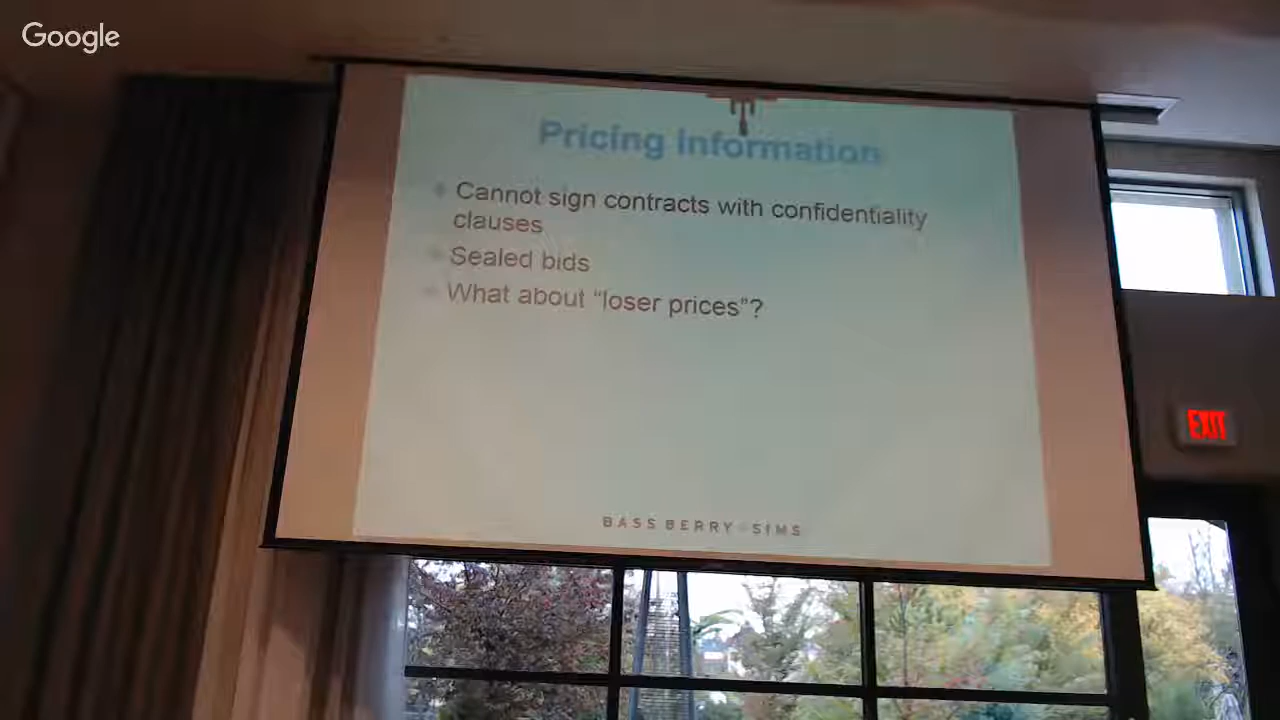 Google
Pricing Information
Cannot sign contracts with confidentiality
clauses
Sealed bids
What about “loser prices”?
BASS BERRY SIMS
EXIT